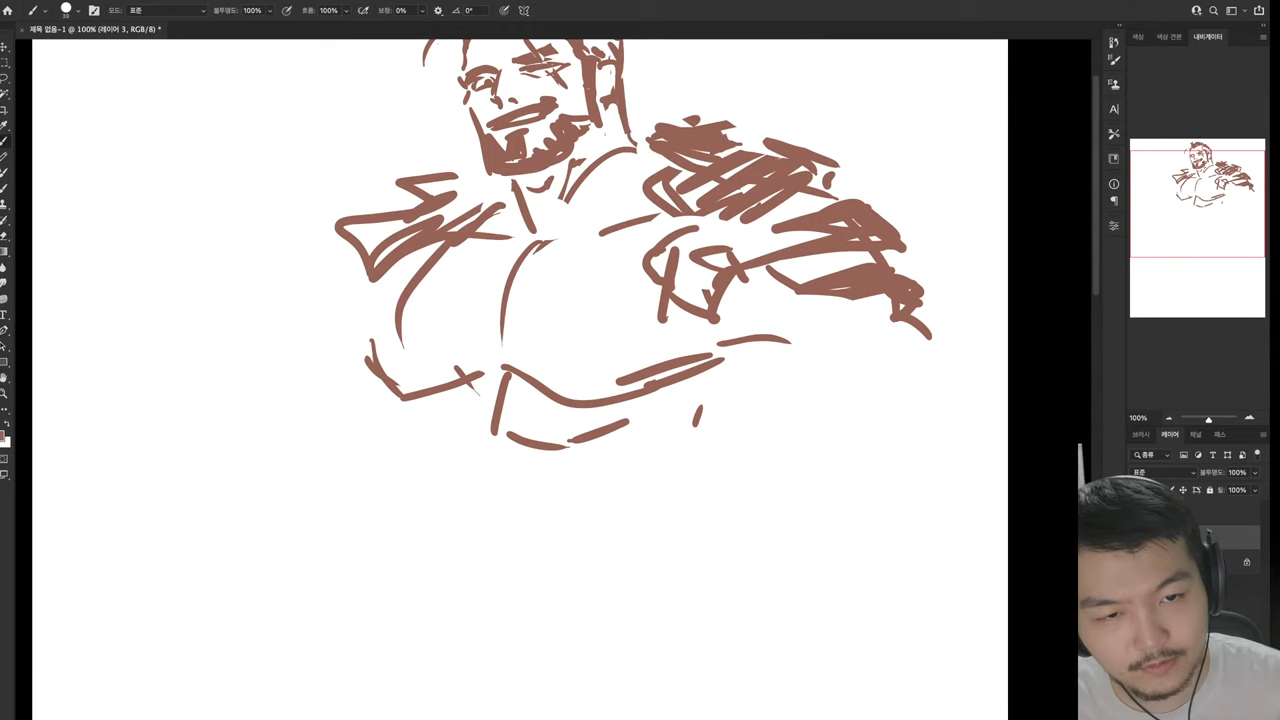 39
모드: 표준 불투명도: 100% 흐름: 100% 보정: 0% 0°
제목 없음-1 @ 100% (레이어 3, RGB/8) *
색상 색상 견본 내비게이터
100%
브러시 레이어 채널 패스
종류
표준 불투명도: 100%
칠: 100%